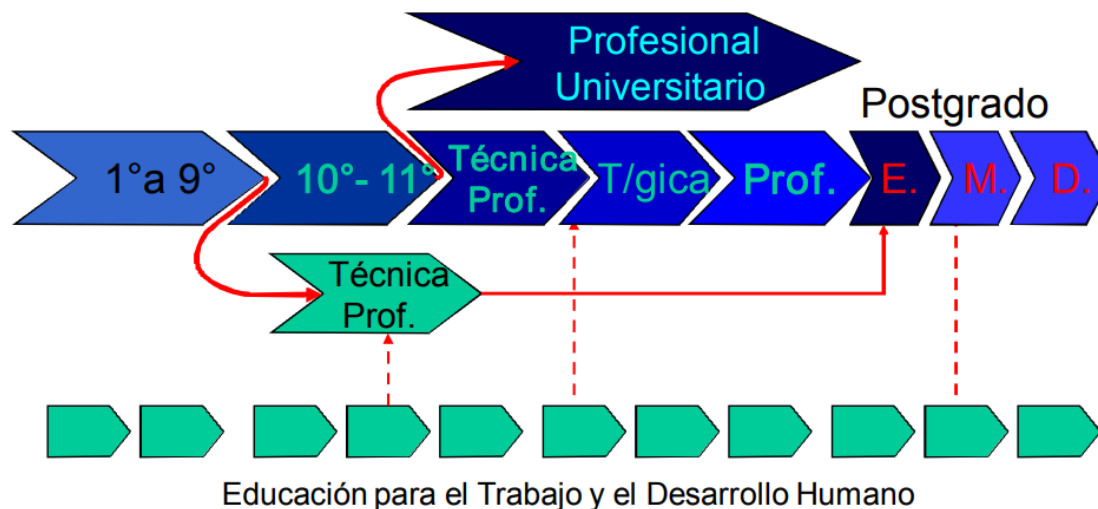 Profesional
Universitario
Postgrado
1°a 9°
10°- 11°
Técnica
Prof.
T/gica
Prof.
E.
M.
D.
Técnica
Prof.
Educación para el Trabajo y el Desarrollo Humano